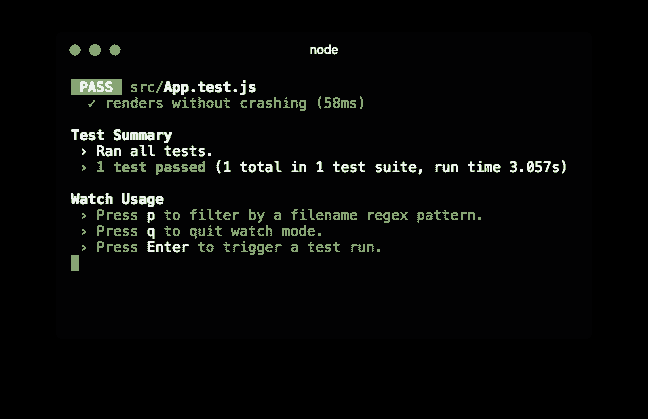 node
PASS src/App.test.js
✓ renders without crashing (58ms)
Test Summary
› Ran all tests.
› 1 test passed (1 total in 1 test suite, run time 3.057s)
Watch Usage
› Press p to filter by a filename regex pattern.
› Press q to quit watch mode.
› Press Enter to trigger a test run.